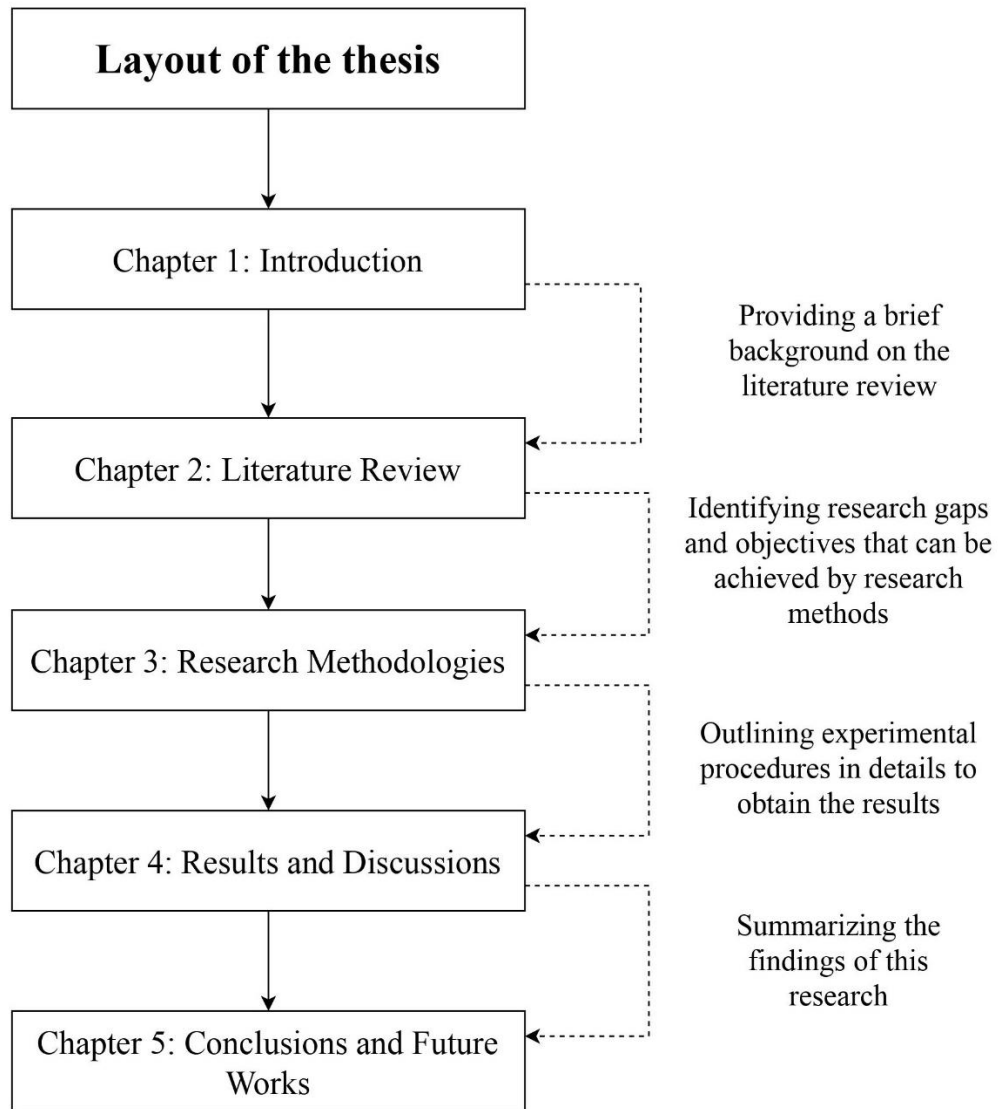 Layout of the thesis
Chapter 1: Introduction
Providing a brief
background on the
literature review
Chapter 2: Literature Review
Identifying research gaps
and objectives that can be
achieved by research
methods
Chapter 3: Research Methodologies
Outlining experimental
procedures in details to
obtain the results
Chapter 4: Results and Discussions
Summarizing the
findings of this
research
Chapter 5: Conclusions and Future
Works